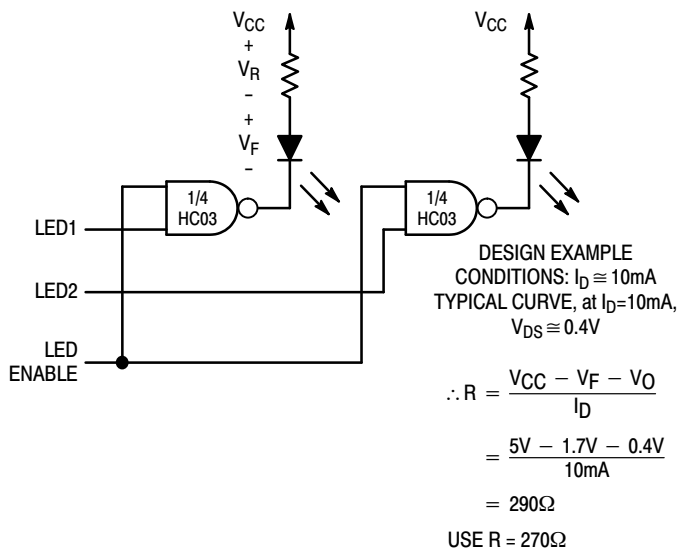 VCC
+
VR
−
+
VF
−
1/4
HC03
LED1
LED2
LED
ENABLE
VCC
1/4
HC03
DESIGN EXAMPLE
CONDITIONS: ID ≅ 10mA
TYPICAL CURVE, at ID=10mA,
VDS ≅ 0.4V
∴ R = VCC − VF − VO
ID
= 5V − 1.7V − 0.4V
10mA
= 290Ω
USE R = 270Ω